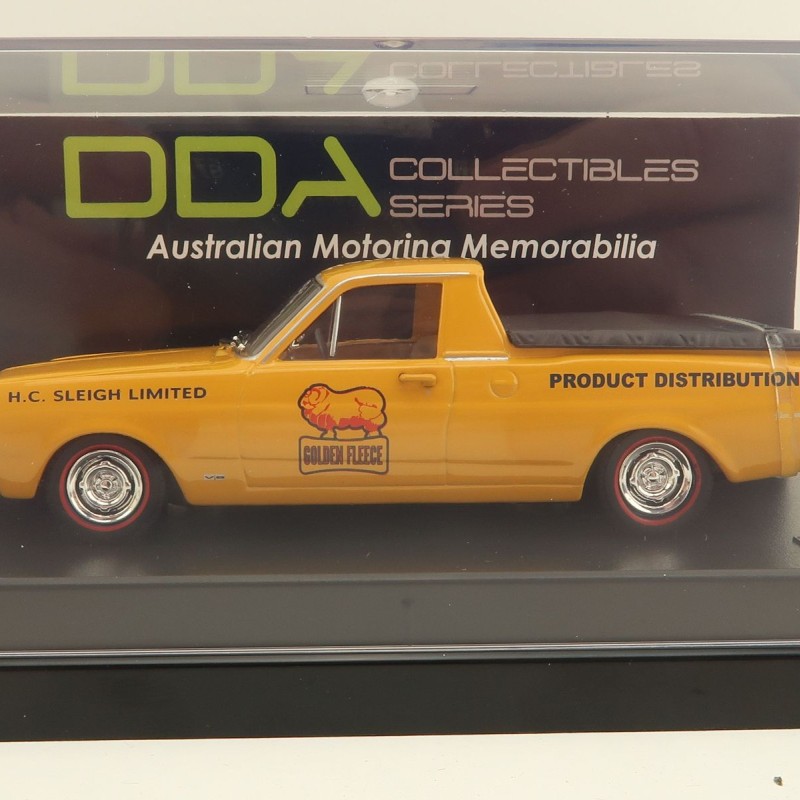 DDA COLLECTIBLES
SERIES
Australian Motoring Memorabilia
H.C. SLEIGH LIMITED
PRODUCT DISTRIBUTION
GOLDEN FLEECE